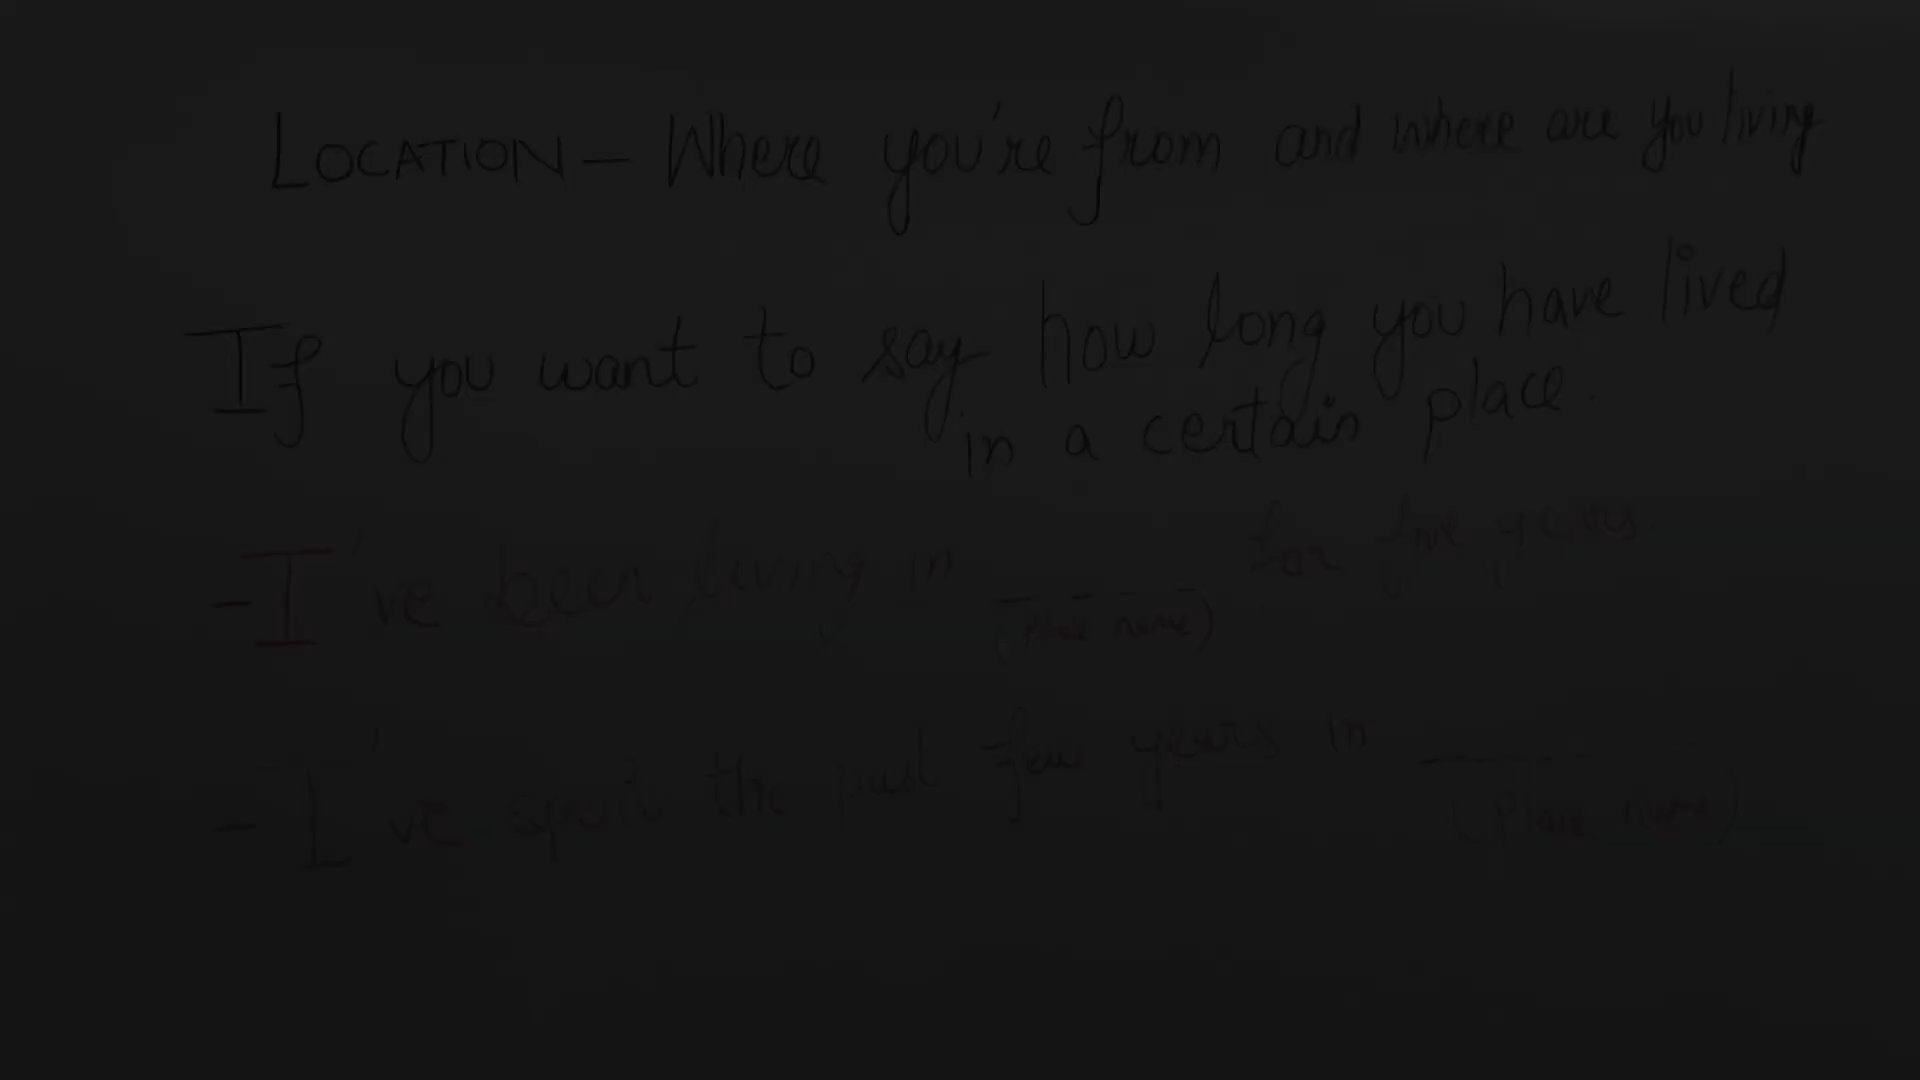 LOCATION – Where you're from and where are you living
If you want to say how long you have lived
in a certain place.
- I've been living in ______ for five years.
(Place name)
- I've spent the past few years in ______
(Place name)